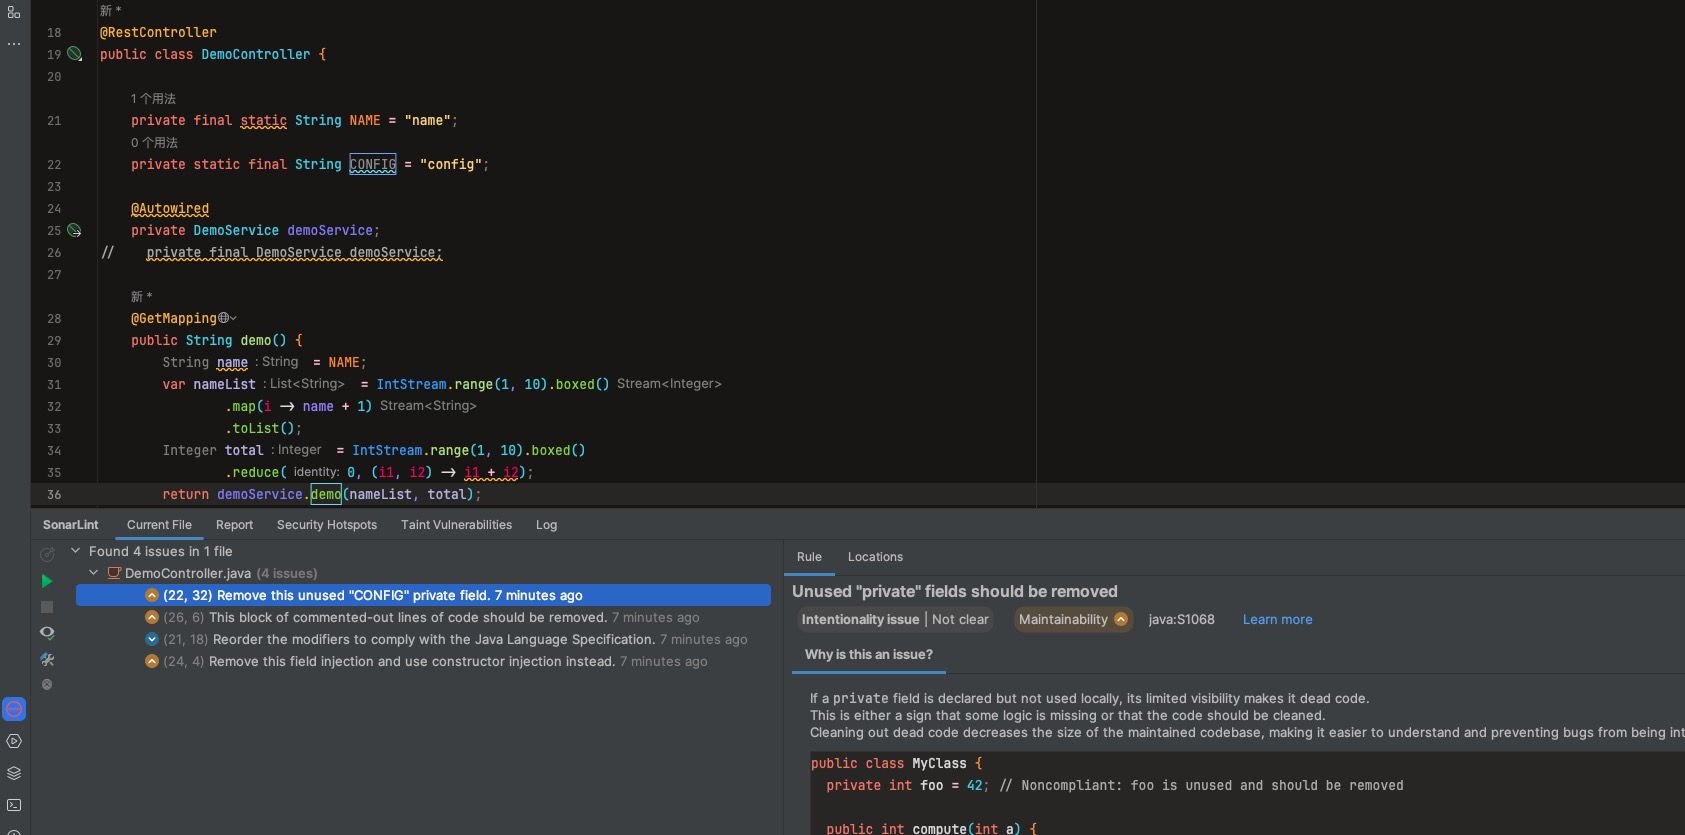 新 *
18 @RestController
19 public class DemoController {
20
1 个用法
21 private final static String NAME = "name";
0 个用法
22 private static final String CONFIG = "config";
23
24 @Autowired
25 private DemoService demoService;
26 // private final DemoService demoService;
27
新 *
28 @GetMapping
29 public String demo() {
30 String name : String = NAME;
31 var nameList : List<String> = IntStream.range(1, 10).boxed() Stream<Integer>
32 .map(i → name + 1) Stream<String>
33 .toList();
34 Integer total : Integer = IntStream.range(1, 10).boxed()
35 .reduce( identity: 0, (i1, i2) → i1 + i2);
36 return demoService.demo(nameList, total);
SonarLint Current File Report Security Hotspots Taint Vulnerabilities Log
Found 4 issues in 1 file
DemoController.java (4 issues)
(22, 32) Remove this unused "CONFIG" private field. 7 minutes ago
(26, 6) This block of commented-out lines of code should be removed. 7 minutes ago
(21, 18) Reorder the modifiers to comply with the Java Language Specification. 7 minutes ago
(24, 4) Remove this field injection and use constructor injection instead. 7 minutes ago
Rule Locations
Unused "private" fields should be removed
Intentionality issue | Not clear Maintainability java:S1068 Learn more
Why is this an issue?
If a private field is declared but not used locally, its limited visibility makes it dead code.
This is either a sign that some logic is missing or that the code should be cleaned.
Cleaning out dead code decreases the size of the maintained codebase, making it easier to understand and preventing bugs from being int
public class MyClass {
private int foo = 42; // Noncompliant: foo is unused and should be removed
public int compute(int a) {